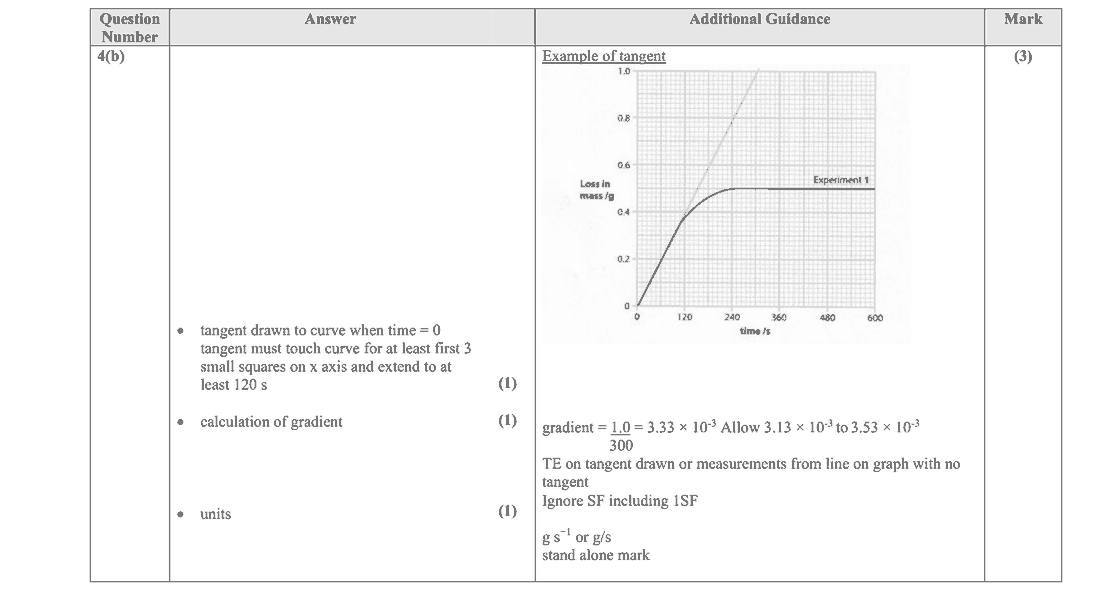 Question Number
Answer
Additional Guidance
Mark
4(b)
Example of tangent
(3)
1.0
0.8
0.6
0.4
0.2
0
Loss in
mass /g
Experiment 1
0 120 240 360 480 600
time /s
• tangent drawn to curve when time = 0
tangent must touch curve for at least first 3
small squares on x axis and extend to at
least 120 s (1)
• calculation of gradient (1)
gradient = 1.0 = 3.33 × 10⁻³ Allow 3.13 × 10⁻³ to 3.53 × 10⁻³
300
TE on tangent drawn or measurements from line on graph with no
tangent
Ignore SF including 1SF
• units (1)
g s⁻¹ or g/s
stand alone mark